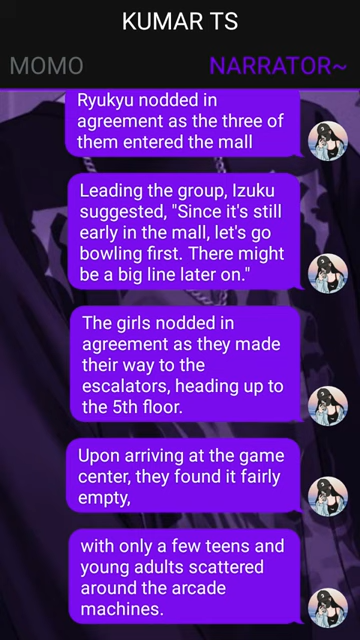 KUMAR TS
MOMO
NARRATOR~
Ryukyu nodded in
agreement as the three of
them entered the mall
Leading the group, Izuku
suggested, "Since it's still
early in the mall, let's go
bowling first. There might
be a big line later on."
The girls nodded in
agreement as they made
their way to the
escalators, heading up to
the 5th floor.
Upon arriving at the game
center, they found it fairly
empty,
with only a few teens and
young adults scattered
around the arcade
machines.